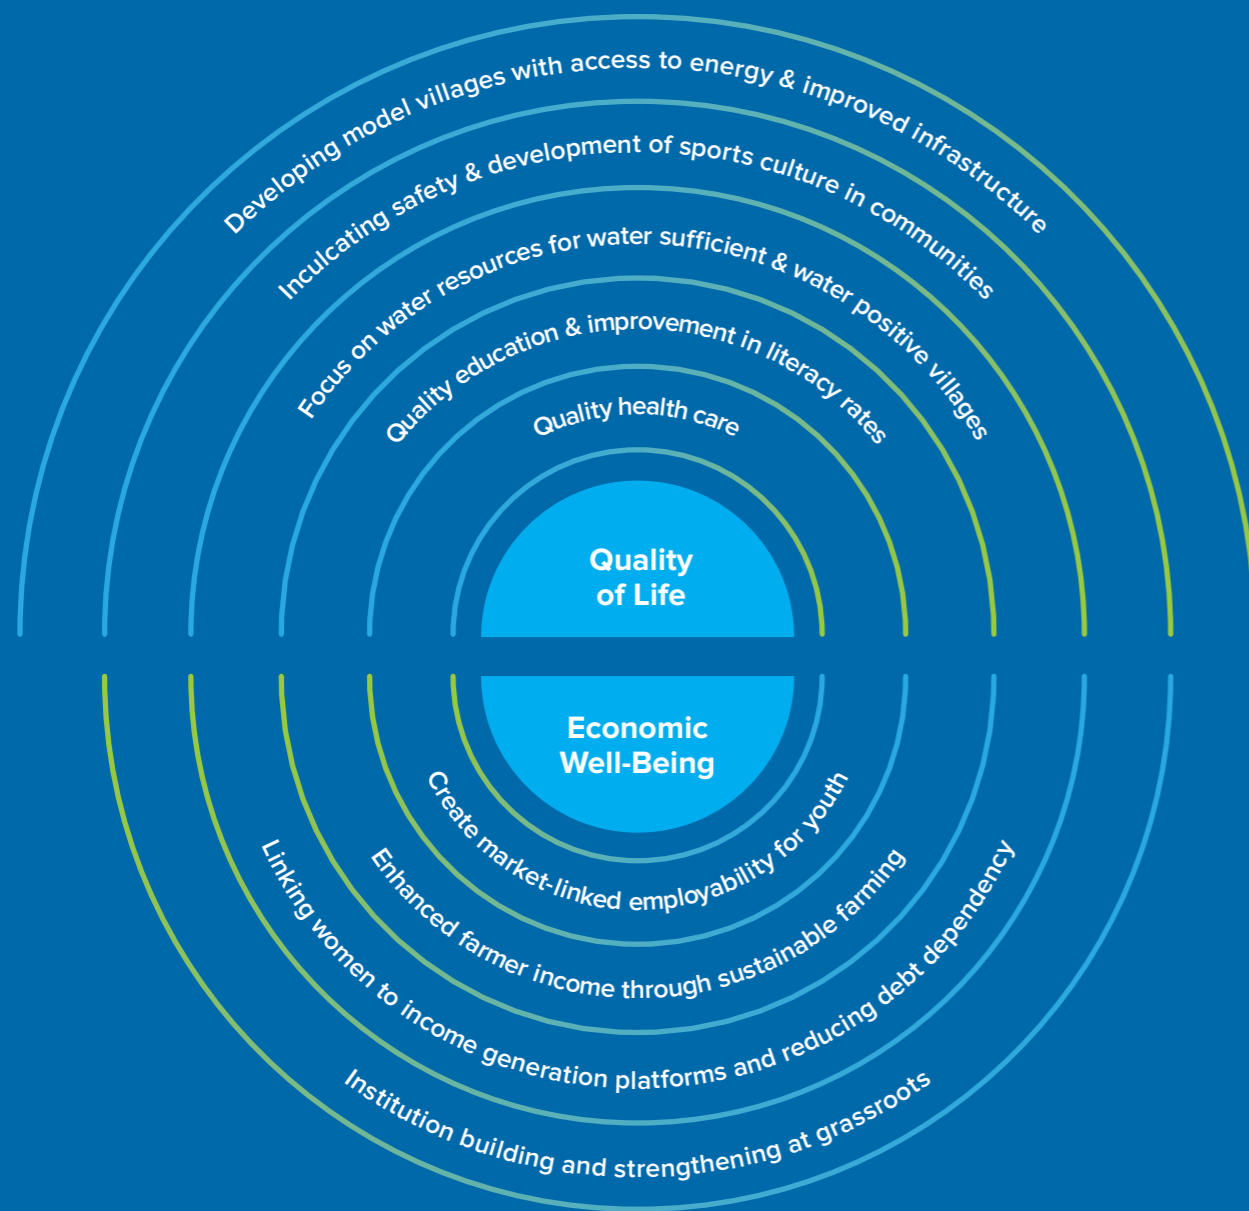 Developing model villages with access to energy & improved infrastructure
Inculcating safety & development of sports culture in communities
Focus on water resources for water sufficient & water positive villages
Quality education & improvement in literacy rates
Quality health care
Quality
of Life
Economic
Well-Being
Create market-linked employability for youth
Enhanced farmer income through sustainable farming
Linking women to income generation platforms and reducing debt dependency
Institution building and strengthening at grassroots